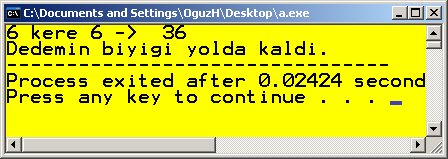 C:\Documents and Settings\OguzH\Desktop\a.exe
6 kere 6 ->  36
Dedemin biyigi yolda kaldi.
--------------------------------
Process exited after 0.02424 second
Press any key to continue . . . _